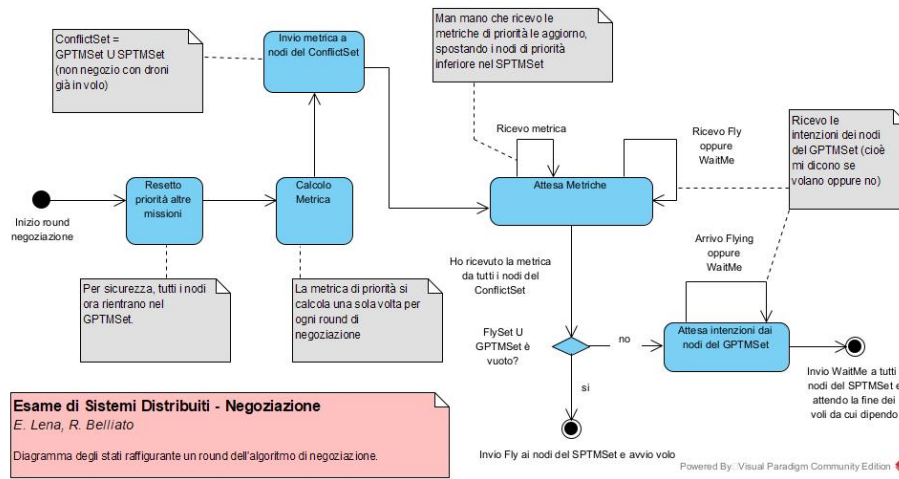 ConflictSet =
GPTMSet U SPTMSet
(non negozio con droni
già in volo)
Invio metrica a
nodi del ConflictSet
Man mano che ricevo le
metriche di priorità le aggiorno,
spostando i nodi di priorità
inferiore nel SPTMSet
Ricevo le
intenzioni dei nodi
del GPTMSet (cioè
mi dicono se
volano oppure no)
Ricevo metrica
Ricevo Fly
oppure
WaitMe
Inizio round
negoziazione
Resetto
priorità altre
missioni
Calcolo
Metrica
Attesa Metriche
Per sicurezza, tutti i nodi
ora rientrano nel
GPTMSet.
La metrica di priorità si
calcola una sola volta per
ogni round di
negoziazione
Ho ricevuto la metrica
da tutti i nodi del
ConflictSet
Arrivo Flying
oppure
WaitMe
FlySet U
GPTMSet è
vuoto?
no
Attesa intenzioni dai
nodi del GPTMSet
si
Invio WaitMe a tutti i
nodi del SPTMSet e
attendo la fine dei
voli da cui dipendo
Invio Fly ai nodi del SPTMSet e avvio volo
Esame di Sistemi Distribuiti - Negoziazione
E. Lena, R. Belliato
Diagramma degli stati raffigurante un round dell'algoritmo di negoziazione.
Powered By Visual Paradigm Community Edition